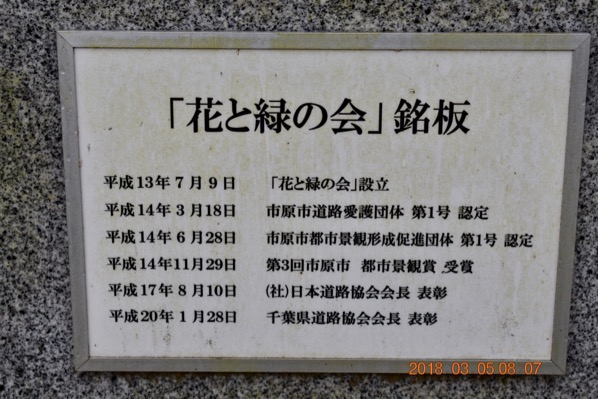 「花と緑の会」銘板
平成13年7月9日 「花と緑の会」設立
平成14年3月18日 市原市道路愛護団体 第1号 認定
平成14年6月28日 市原市都市景観形成促進団体 第1号 認定
平成14年11月29日 第3回市原市 都市景観賞 受賞
平成17年8月10日 (社)日本道路協会会長 表彰
平成20年1月28日 千葉県道路協会会長 表彰
2018 03 05 08 07